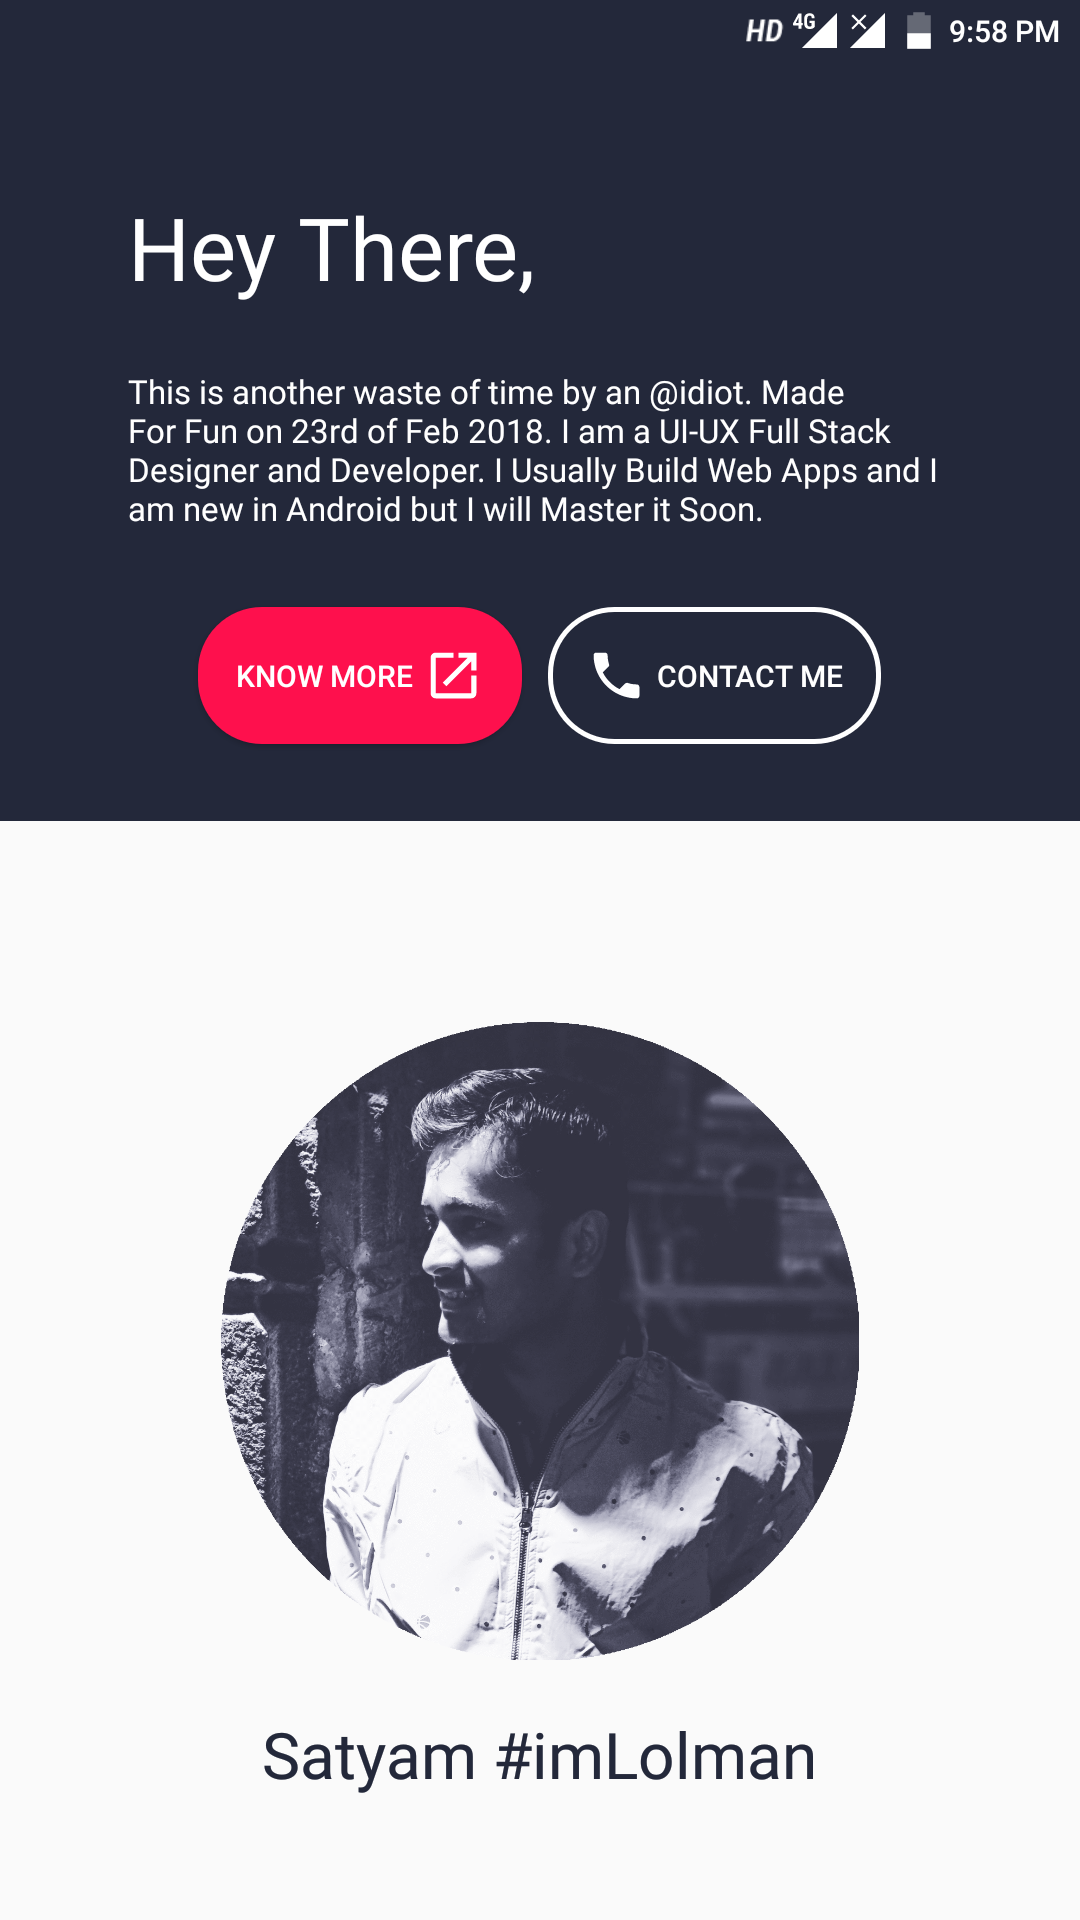 HD 4G 9:58 PM
Hey There,
This is another waste of time by an @idiot. Made
For Fun on 23rd of Feb 2018. I am a UI-UX Full Stack
Designer and Developer. I Usually Build Web Apps and I
am new in Android but I will Master it Soon.
KNOW MORE CONTACT ME
Satyam #imLolman